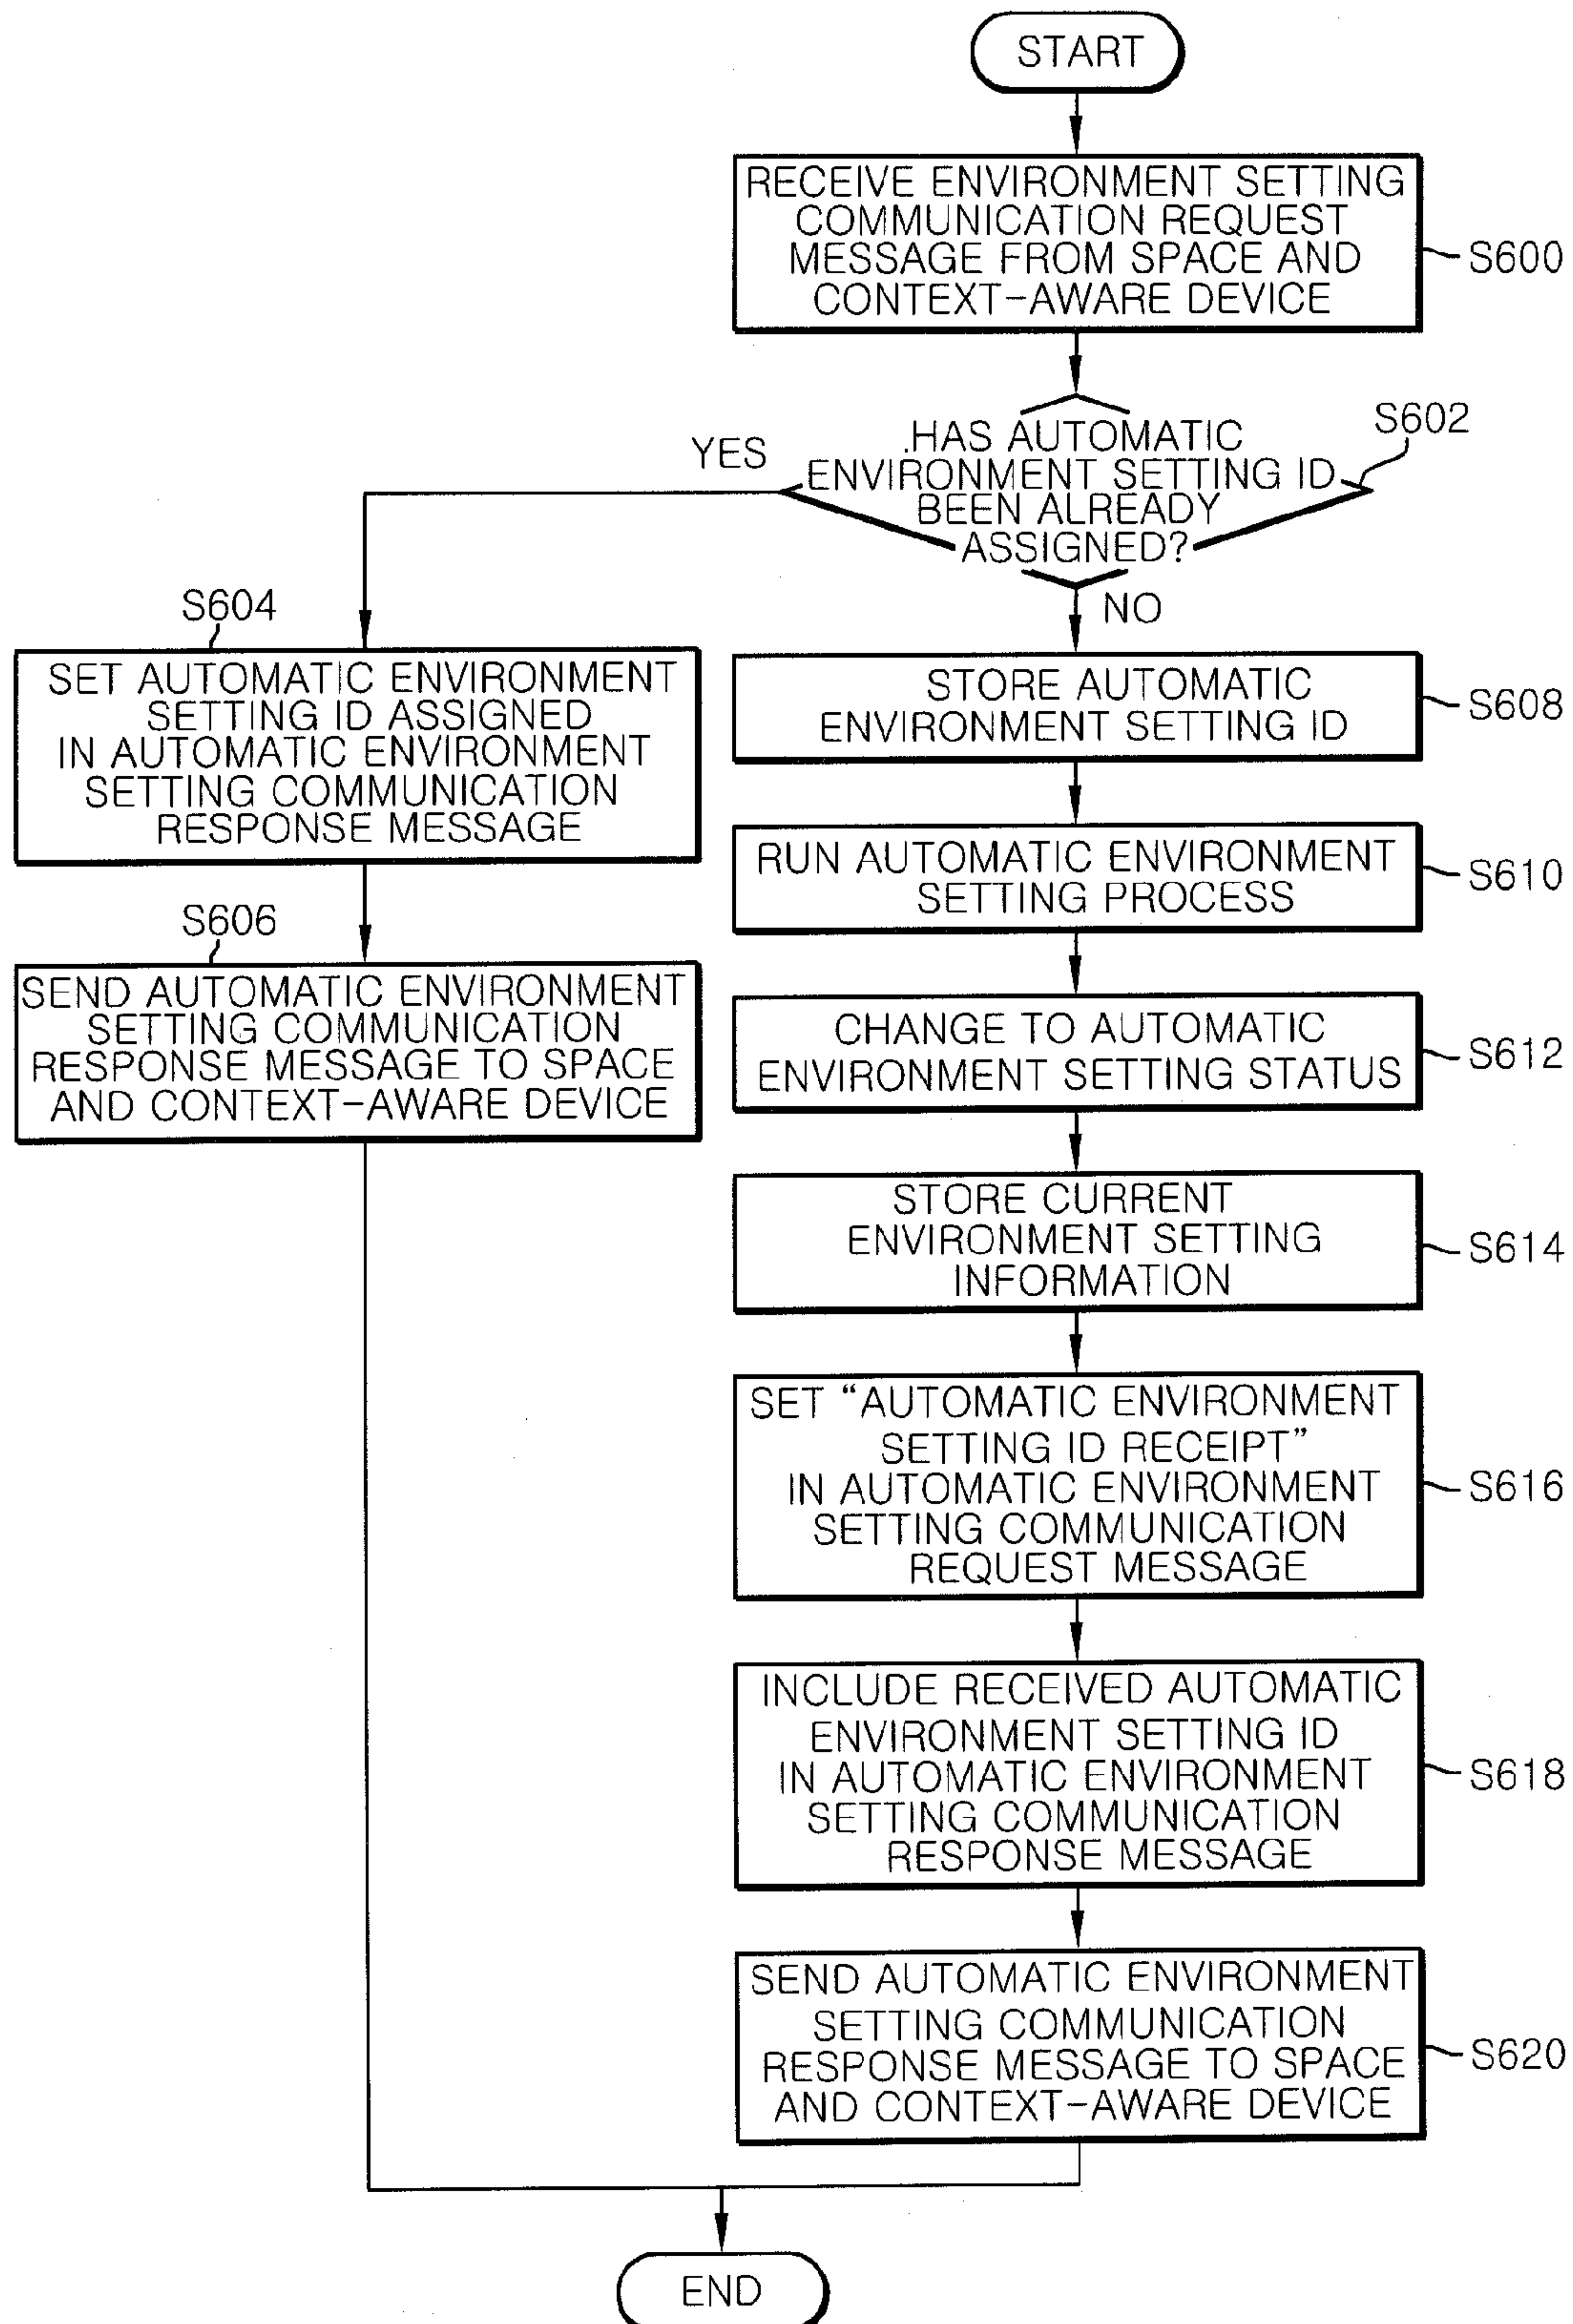 START
RECEIVE ENVIRONMENT SETTING
COMMUNICATION REQUEST
MESSAGE FROM SPACE AND
CONTEXT-AWARE DEVICE
S600
HAS AUTOMATIC
ENVIRONMENT SETTING ID
BEEN ALREADY
ASSIGNED?
S602
YES
NO
S604
SET AUTOMATIC ENVIRONMENT
SETTING ID ASSIGNED
IN AUTOMATIC ENVIRONMENT
SETTING COMMUNICATION
RESPONSE MESSAGE
S606
SEND AUTOMATIC ENVIRONMENT
SETTING COMMUNICATION
RESPONSE MESSAGE TO SPACE
AND CONTEXT-AWARE DEVICE
STORE AUTOMATIC
ENVIRONMENT SETTING ID
S608
RUN AUTOMATIC ENVIRONMENT
SETTING PROCESS
S610
CHANGE TO AUTOMATIC
ENVIRONMENT SETTING STATUS
S612
STORE CURRENT
ENVIRONMENT SETTING
INFORMATION
S614
SET “AUTOMATIC ENVIRONMENT
SETTING ID RECEIPT”
IN AUTOMATIC ENVIRONMENT
SETTING COMMUNICATION
REQUEST MESSAGE
S616
INCLUDE RECEIVED AUTOMATIC
ENVIRONMENT SETTING ID
IN AUTOMATIC ENVIRONMENT
SETTING COMMUNICATION
RESPONSE MESSAGE
S618
SEND AUTOMATIC ENVIRONMENT
SETTING COMMUNICATION
RESPONSE MESSAGE TO SPACE
AND CONTEXT-AWARE DEVICE
S620
END